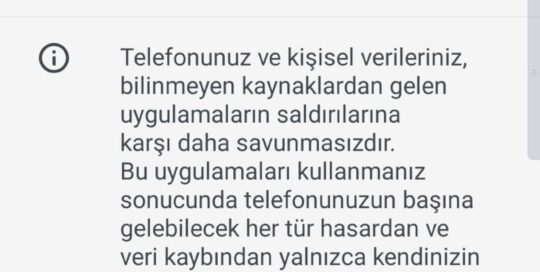 Telefonunuz ve kişisel verileriniz,
bilinmeyen kaynaklardan gelen
uygulamaların saldırılarına
karşı daha savunmasızdır.
Bu uygulamaları kullanmanız
sonucunda telefonunuzun başına
gelebilecek her tür hasardan ve
veri kaybından yalnızca kendinizin